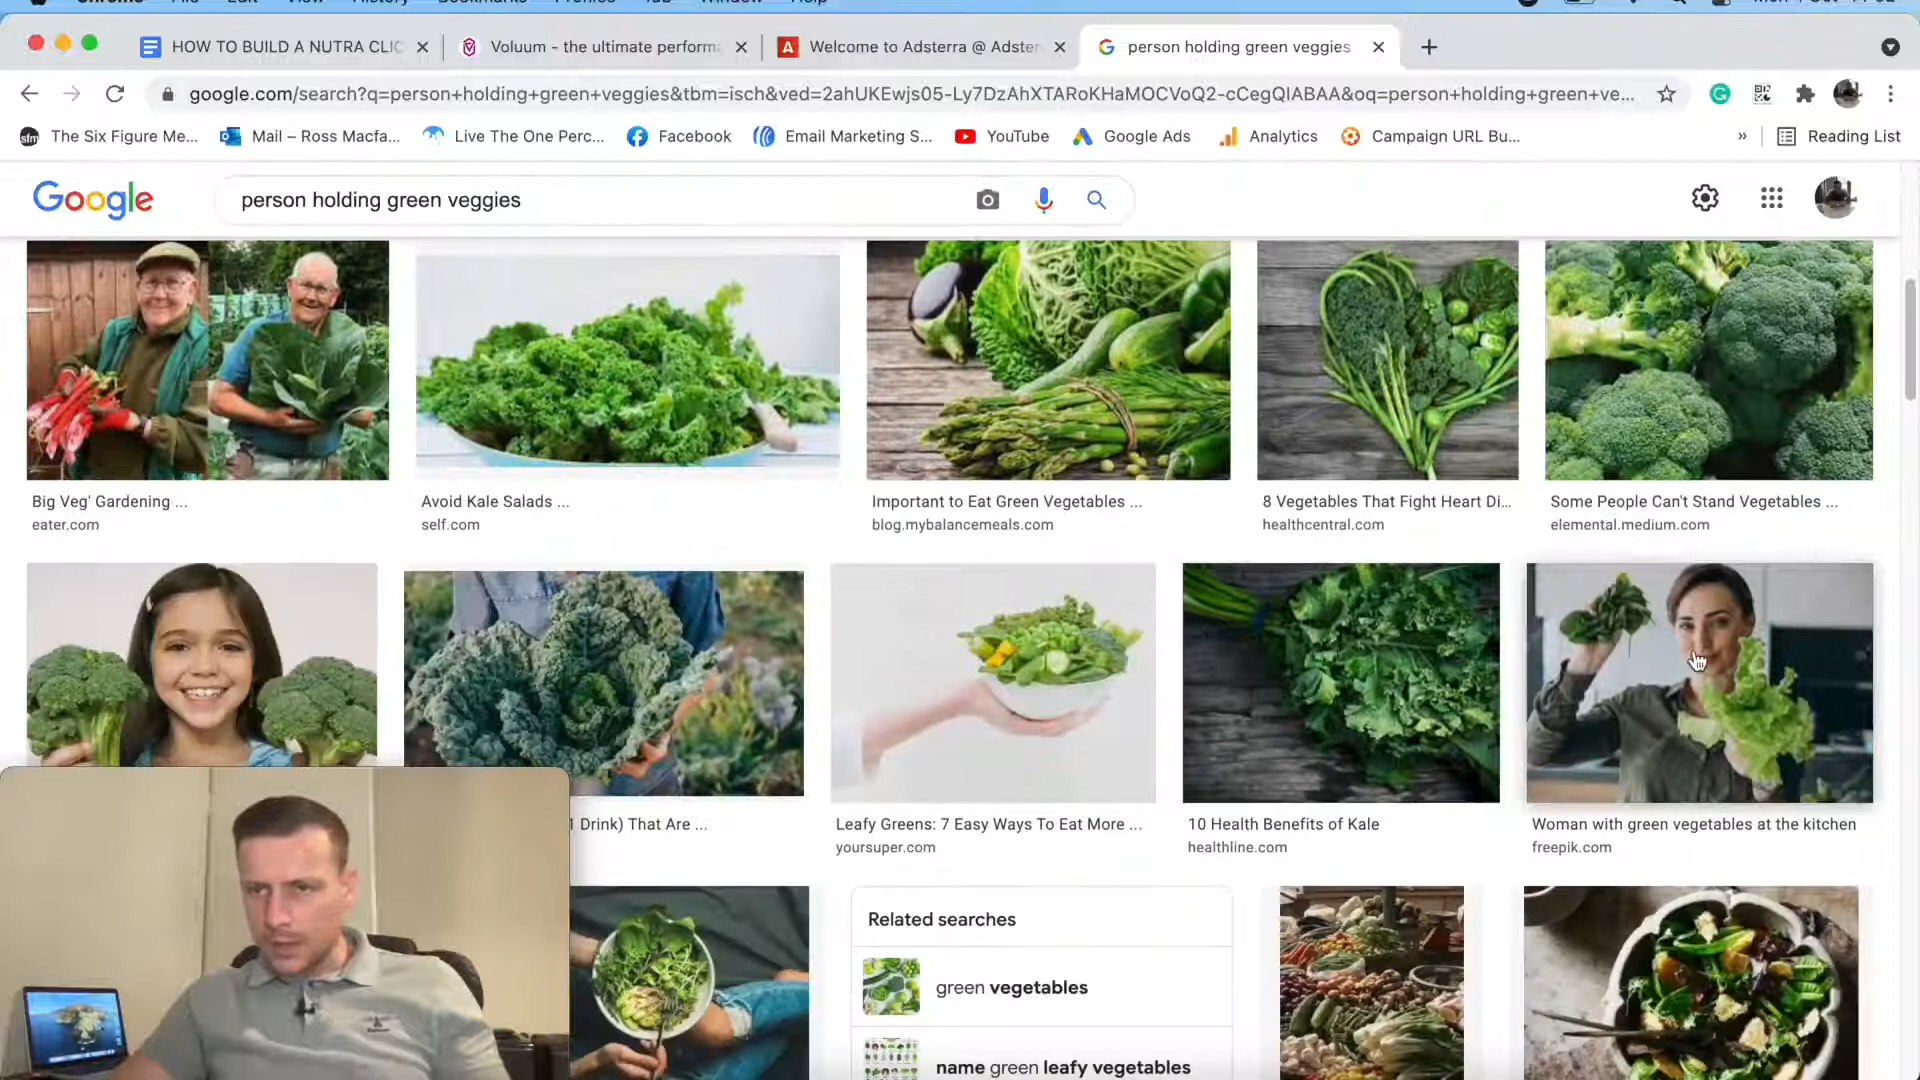 HOW TO BUILD A NUTRA CLIC
Voluum - the ultimate performa
Welcome to Adsterra @ Adster
person holding green veggies
google.com/search?q=person+holding+green+veggies&tbm=isch&ved=2ahUKEwjs05-Ly7DzAhXTARoKHaMOCVoQ2-cCegQIABAA&oq=person+holding+green+ve...
The Six Figure Me...
Mail – Ross Macfa...
Live The One Perc...
Facebook
Email Marketing S...
YouTube
Google Ads
Analytics
Campaign URL Bu...
»
Reading List
Google
person holding green veggies
Big Veg' Gardening ...
eater.com
Avoid Kale Salads ...
self.com
Important to Eat Green Vegetables ...
blog.mybalancemeals.com
8 Vegetables That Fight Heart Di...
healthcentral.com
Some People Can't Stand Vegetables ...
elemental.medium.com
1 Drink) That Are ...
Leafy Greens: 7 Easy Ways To Eat More ...
yoursuper.com
10 Health Benefits of Kale
healthline.com
Woman with green vegetables at the kitchen
freepik.com
Related searches
green vegetables
name green leafy vegetables